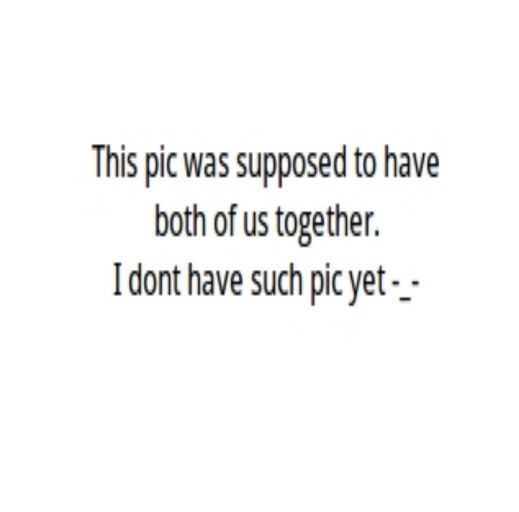 This pic was supposed to have
both of us together.
I dont have such pic yet -_-